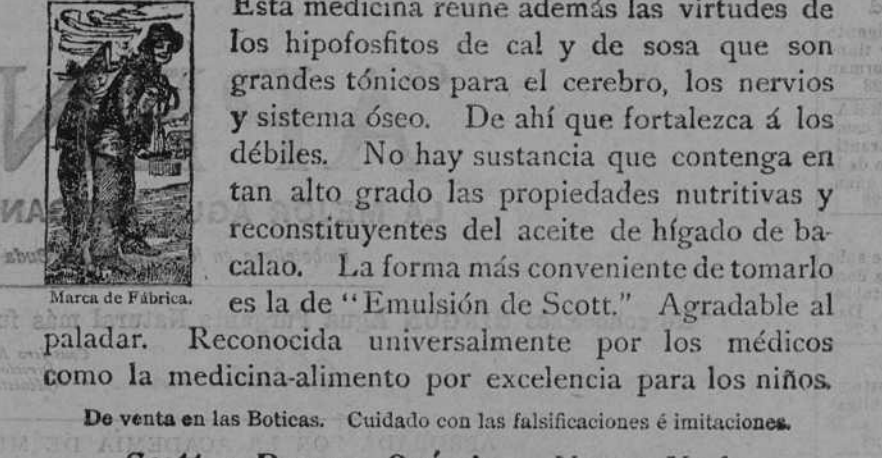 Esta medicina reune además las virtudes de
los hipofosfitos de cal y de sosa que son
grandes tónicos para el cerebro, los nervios
y sistema óseo. De ahí que fortalezca á los
débiles. No hay sustancia que contenga en
tan alto grado las propiedades nutritivas y
reconstituyentes del aceite de hígado de ba-
calao. La forma más conveniente de tomarlo
Marca de Fábrica.
es la de "Emulsión de Scott." Agradable al
paladar. Reconocida universalmente por los médicos
como la medicina-alimento por excelencia para los niños.
De venta en las Boticas. Cuidado con las falsificaciones é imitaciones.